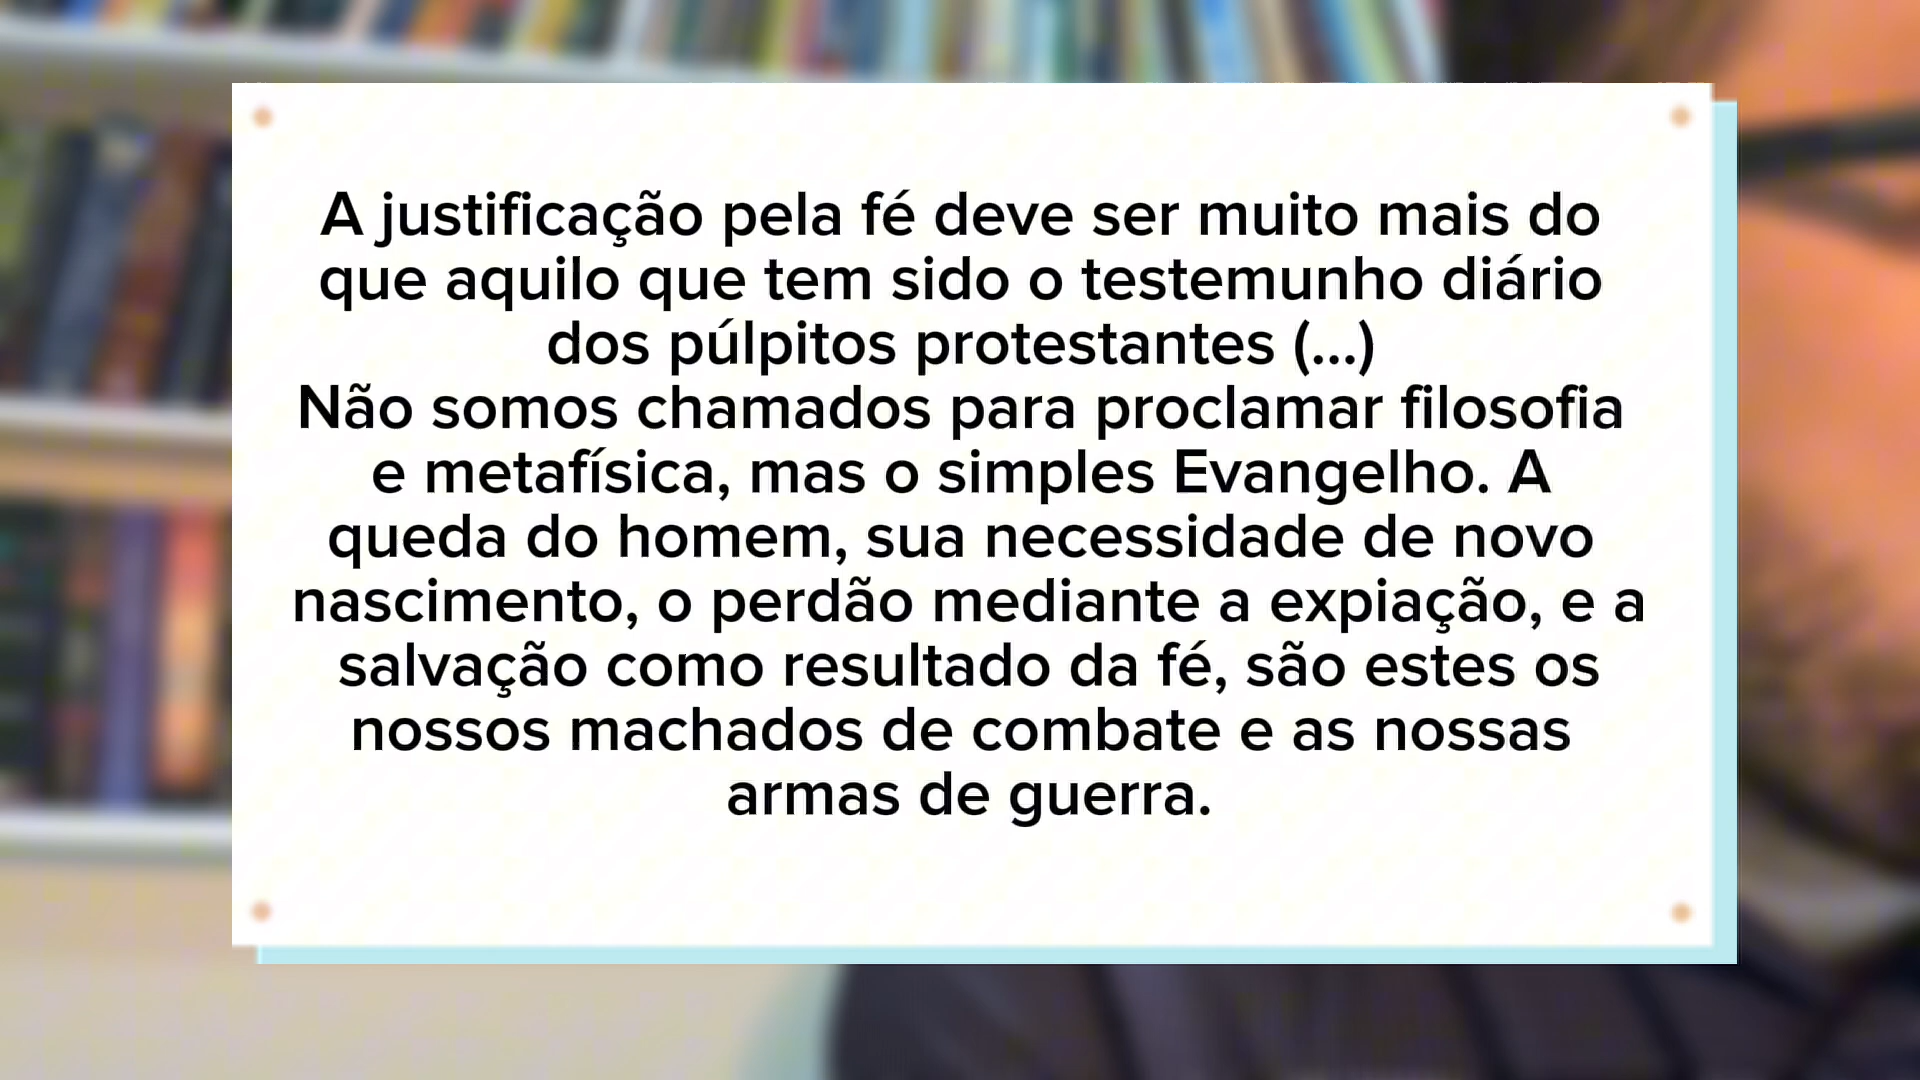 A justificação pela fé deve ser muito mais do
que aquilo que tem sido o testemunho diário
dos púlpitos protestantes (...)
Não somos chamados para proclamar filosofia
e metafísica, mas o simples Evangelho. A
queda do homem, sua necessidade de novo
nascimento, o perdão mediante a expiação, e a
salvação como resultado da fé, são estes os
nossos machados de combate e as nossas
armas de guerra.